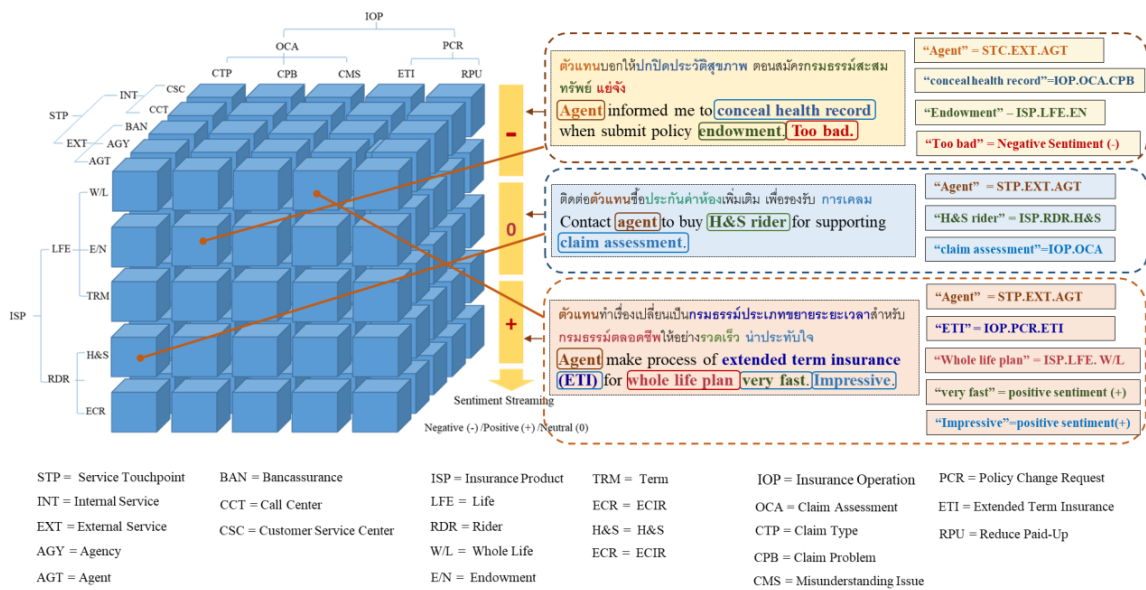 IOP
OCA
PCR
CTP
CPB
CMS
ETI
RPU
STP
INT
CSC
CCT
EXT
BAN
AGY
AGT
ISP
LFE
W/L
E/N
TRM
RDR
H&S
ECR
-
0
+
Sentiment Streaming
Negative (-) /Positive (+) /Neutral (0)
ตัวแทนบอกให้ปกปิดประวัติสุขภาพ ตอนสมัครกรมธรรม์สะสม
ทรัพย์ แย่จัง
Agent informed me to conceal health record
when submit policy endowment. Too bad.
"Agent" = STC.EXT.AGT
"conceal health record"=IOP.OCA.CPB
"Endowment" – ISP.LFE.EN
"Too bad" = Negative Sentiment (-)
ติดต่อตัวแทนซื้อประกันค่าห้องเพิ่มเติม เพื่อรองรับ การเคลม
Contact agent to buy H&S rider for supporting
claim assessment.
"Agent" = STP.EXT.AGT
"H&S rider" = ISP.RDR.H&S
"claim assessment"=IOP.OCA
ตัวแทนทำเรื่องเปลี่ยนเป็นกรมธรรม์ประเภทขยายระยะเวลาสำหรับ
กรมธรรม์ตลอดชีพให้อย่างรวดเร็ว น่าประทับใจ
Agent make process of extended term insurance
(ETI) for whole life plan very fast. Impressive.
"Agent" = STP.EXT.AGT
"ETI" = IOP.PCR.ETI
"Whole life plan" = ISP.LFE. W/L
"very fast" = positive sentiment (+)
"Impressive"=positive sentiment(+)
STP = Service Touchpoint
INT = Internal Service
EXT = External Service
AGY = Agency
AGT = Agent
BAN = Bancassurance
CCT = Call Center
CSC = Customer Service Center
ISP = Insurance Product
LFE = Life
RDR = Rider
W/L = Whole Life
E/N = Endowment
TRM = Term
ECR = ECIR
H&S = H&S
ECR = ECIR
IOP = Insurance Operation
OCA = Claim Assessment
CTP = Claim Type
CPB = Claim Problem
CMS = Misunderstanding Issue
PCR = Policy Change Request
ETI = Extended Term Insurance
RPU = Reduce Paid-Up